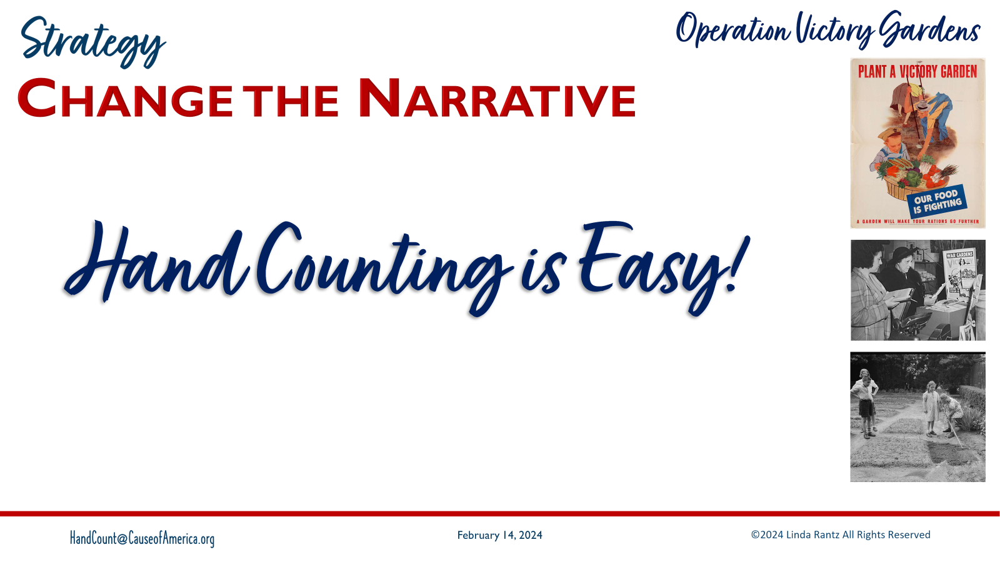 Strategy
Operation Victory Gardens
CHANGE THE NARRATIVE
PLANT A VICTORY GARDEN
OUR FOOD
IS FIGHTING
A GARDEN WILL MAKE YOUR RATIONS GO FURTHER
Hand Counting is Easy!
WAR GARDENS
HandCount@CauseofAmerica.org
February 14, 2024
©2024 Linda Rantz All Rights Reserved